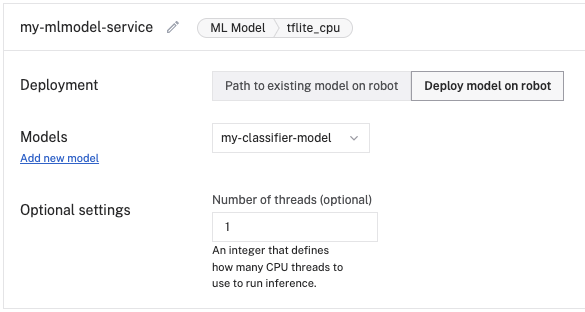 my-mlmodel-service ML Model tflite_cpu
Deployment Path to existing model on robot Deploy model on robot
Models my-classifier-model
Add new model
Number of threads (optional)
Optional settings
1
An integer that defines
how many CPU threads to
use to run inference.